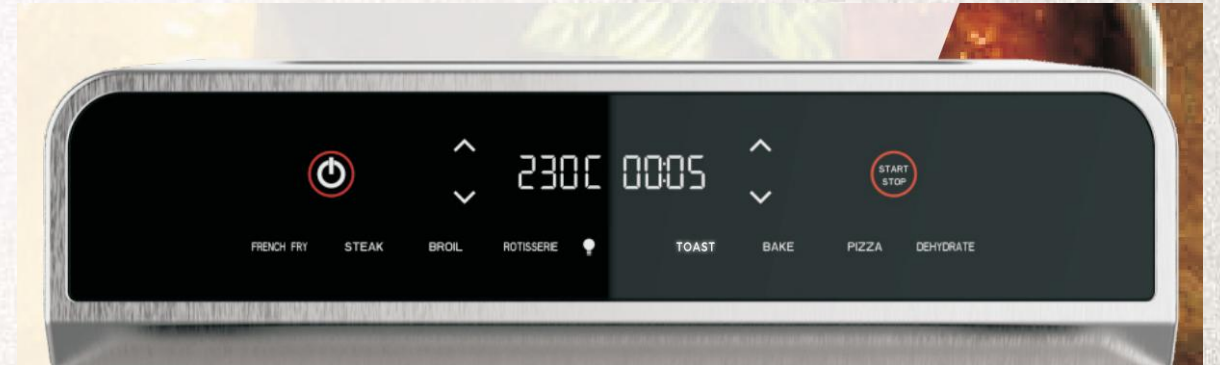 230C 00:05
START
STOP
FRENCH FRY STEAK BROIL ROTISSERIE TOAST BAKE PIZZA DEHYDRATE